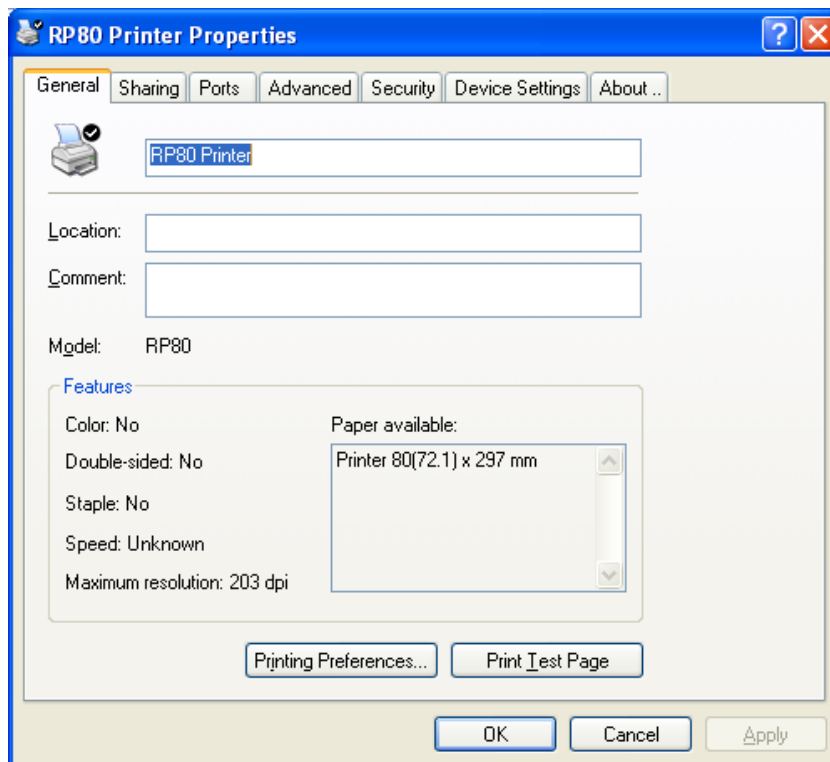 RP80 Printer Properties
General Sharing Ports Advanced Security Device Settings About ..
RP80 Printer
Location:
Comment:
Model: RP80
Features
Color: No
Paper available:
Double-sided: No
Printer 80(72.1) x 297 mm
Staple: No
Speed: Unknown
Maximum resolution: 203 dpi
Printing Preferences... Print Test Page
OK Cancel Apply